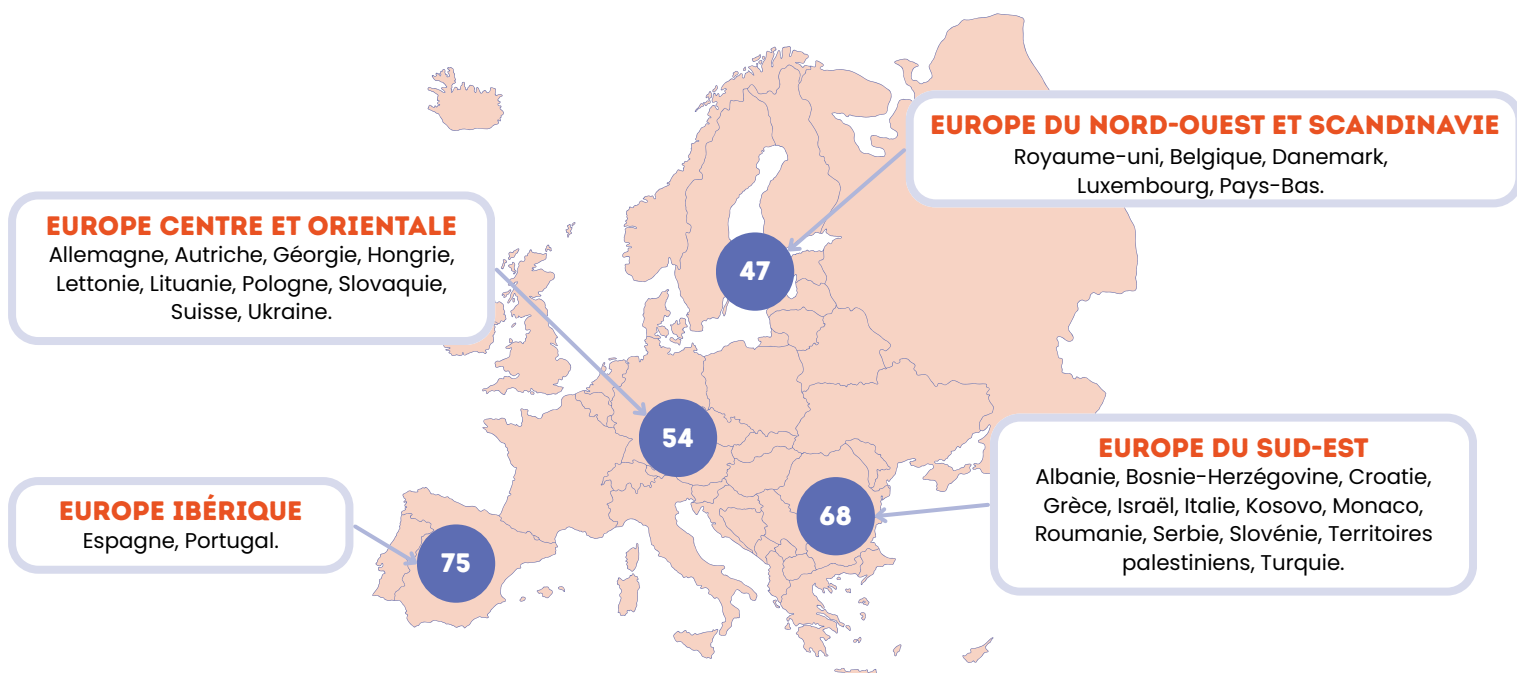 EUROPE DU NORD-OUEST ET SCANDINAVIE
Royaume-uni, Belgique, Danemark,
Luxembourg, Pays-Bas.
EUROPE CENTRE ET ORIENTALE
Allemagne, Autriche, Géorgie, Hongrie,
Lettonie, Lituanie, Pologne, Slovaquie,
Suisse, Ukraine.
47
54
EUROPE DU SUD-EST
Albanie, Bosnie-Herzégovine, Croatie,
Grèce, Israël, Italie, Kosovo, Monaco,
Roumanie, Serbie, Slovénie, Territoires
palestiniens, Turquie.
EUROPE IBÉRIQUE
Espagne, Portugal.
68
75